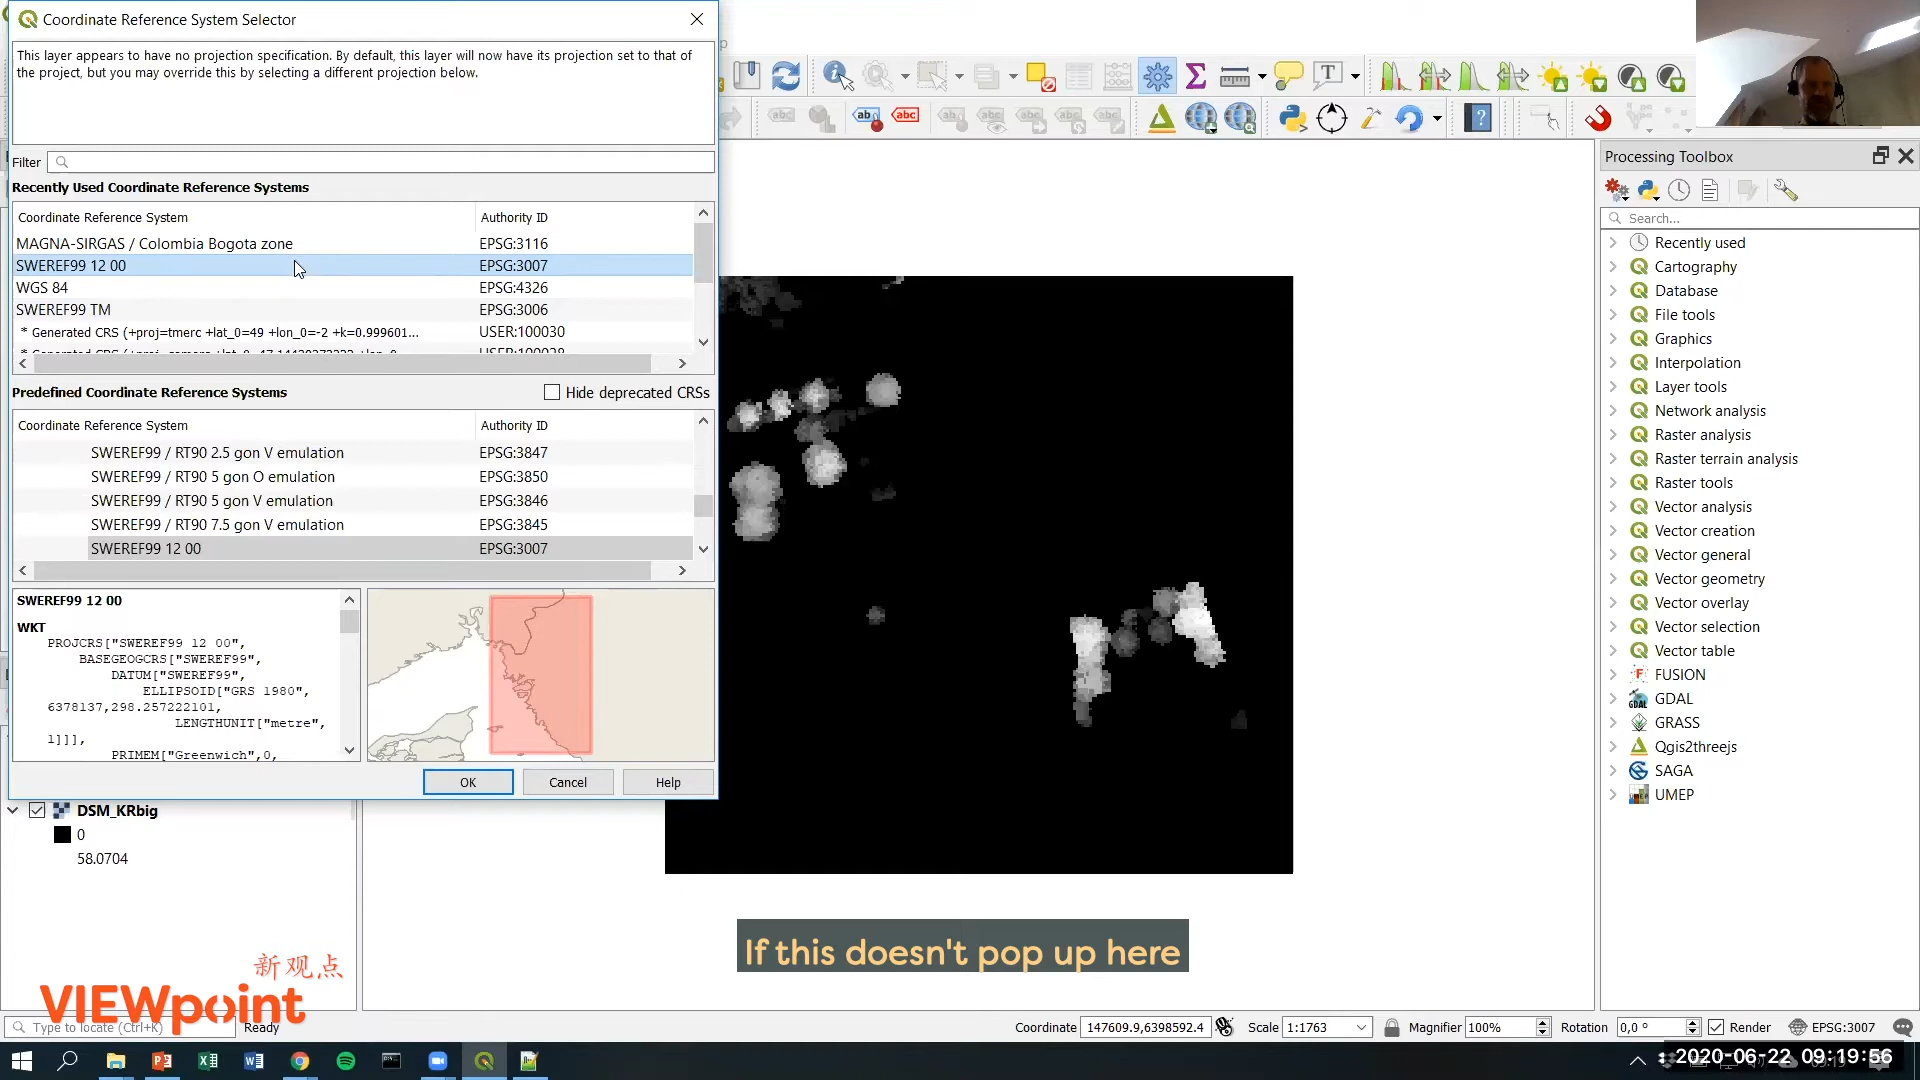 Coordinate Reference System Selector
This layer appears to have no projection specification. By default, this layer will now have its projection set to that of
the project, but you may override this by selecting a different projection below.
Filter
Recently Used Coordinate Reference Systems
Coordinate Reference System Authority ID
MAGNA-SIRGAS / Colombia Bogota zone EPSG:3116
SWEREF99 12 00 EPSG:3007
WGS 84 EPSG:4326
SWEREF99 TM EPSG:3006
* Generated CRS (+proj=tmerc +lat_0=49 +lon_0=-2 +k=0.999601... USER:100030
Predefined Coordinate Reference Systems
Hide deprecated CRSs
Coordinate Reference System Authority ID
SWEREF99 / RT90 2.5 gon V emulation EPSG:3847
SWEREF99 / RT90 5 gon O emulation EPSG:3850
SWEREF99 / RT90 5 gon V emulation EPSG:3846
SWEREF99 / RT90 7.5 gon V emulation EPSG:3845
SWEREF99 12 00 EPSG:3007
SWEREF99 12 00
WKT
PROJCRS["SWEREF99 12 00",
BASEGEOGCRS["SWEREF99",
DATUM["SWEREF99",
ELLIPSOID["GRS 1980",
6378137,298.257222101,
LENGTHUNIT["metre",
1]]],
PRIMEM["Greenwich",0,
OK Cancel Help
DSM_KRbig
0
58.0704
Processing Toolbox
Search...
Recently used
Cartography
Database
File tools
Graphics
Interpolation
Layer tools
Network analysis
Raster analysis
Raster terrain analysis
Raster tools
Vector analysis
Vector creation
Vector general
Vector geometry
Vector overlay
Vector selection
Vector table
FUSION
GDAL
GRASS
Qgis2threejs
SAGA
UMEP
If this doesn't pop up here
新观点
VIEWpoint
Type to locate (Ctrl+K) Ready
Coordinate 147609.9,6398592.4 Scale 1:1763 Magnifier 100% Rotation 0,0 ° Render EPSG:3007
2020-06-22 09:19:56